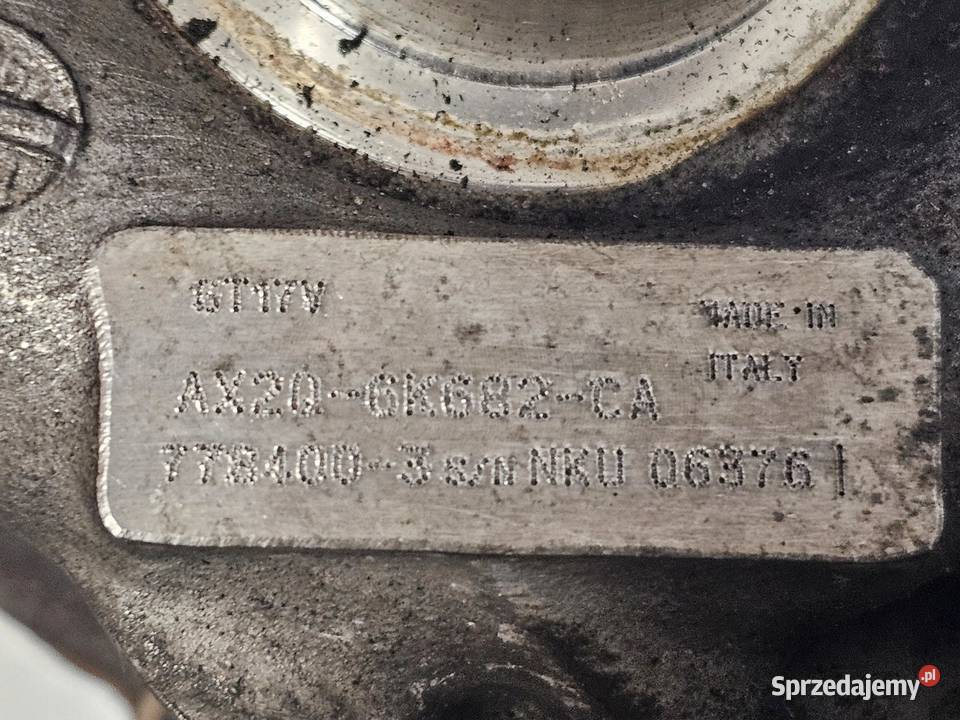 GT17V
MADE IN
ITALY
AX2Q-6K682-CA
778400-3 s/n NKU 06376
Sprzedajemy.pl